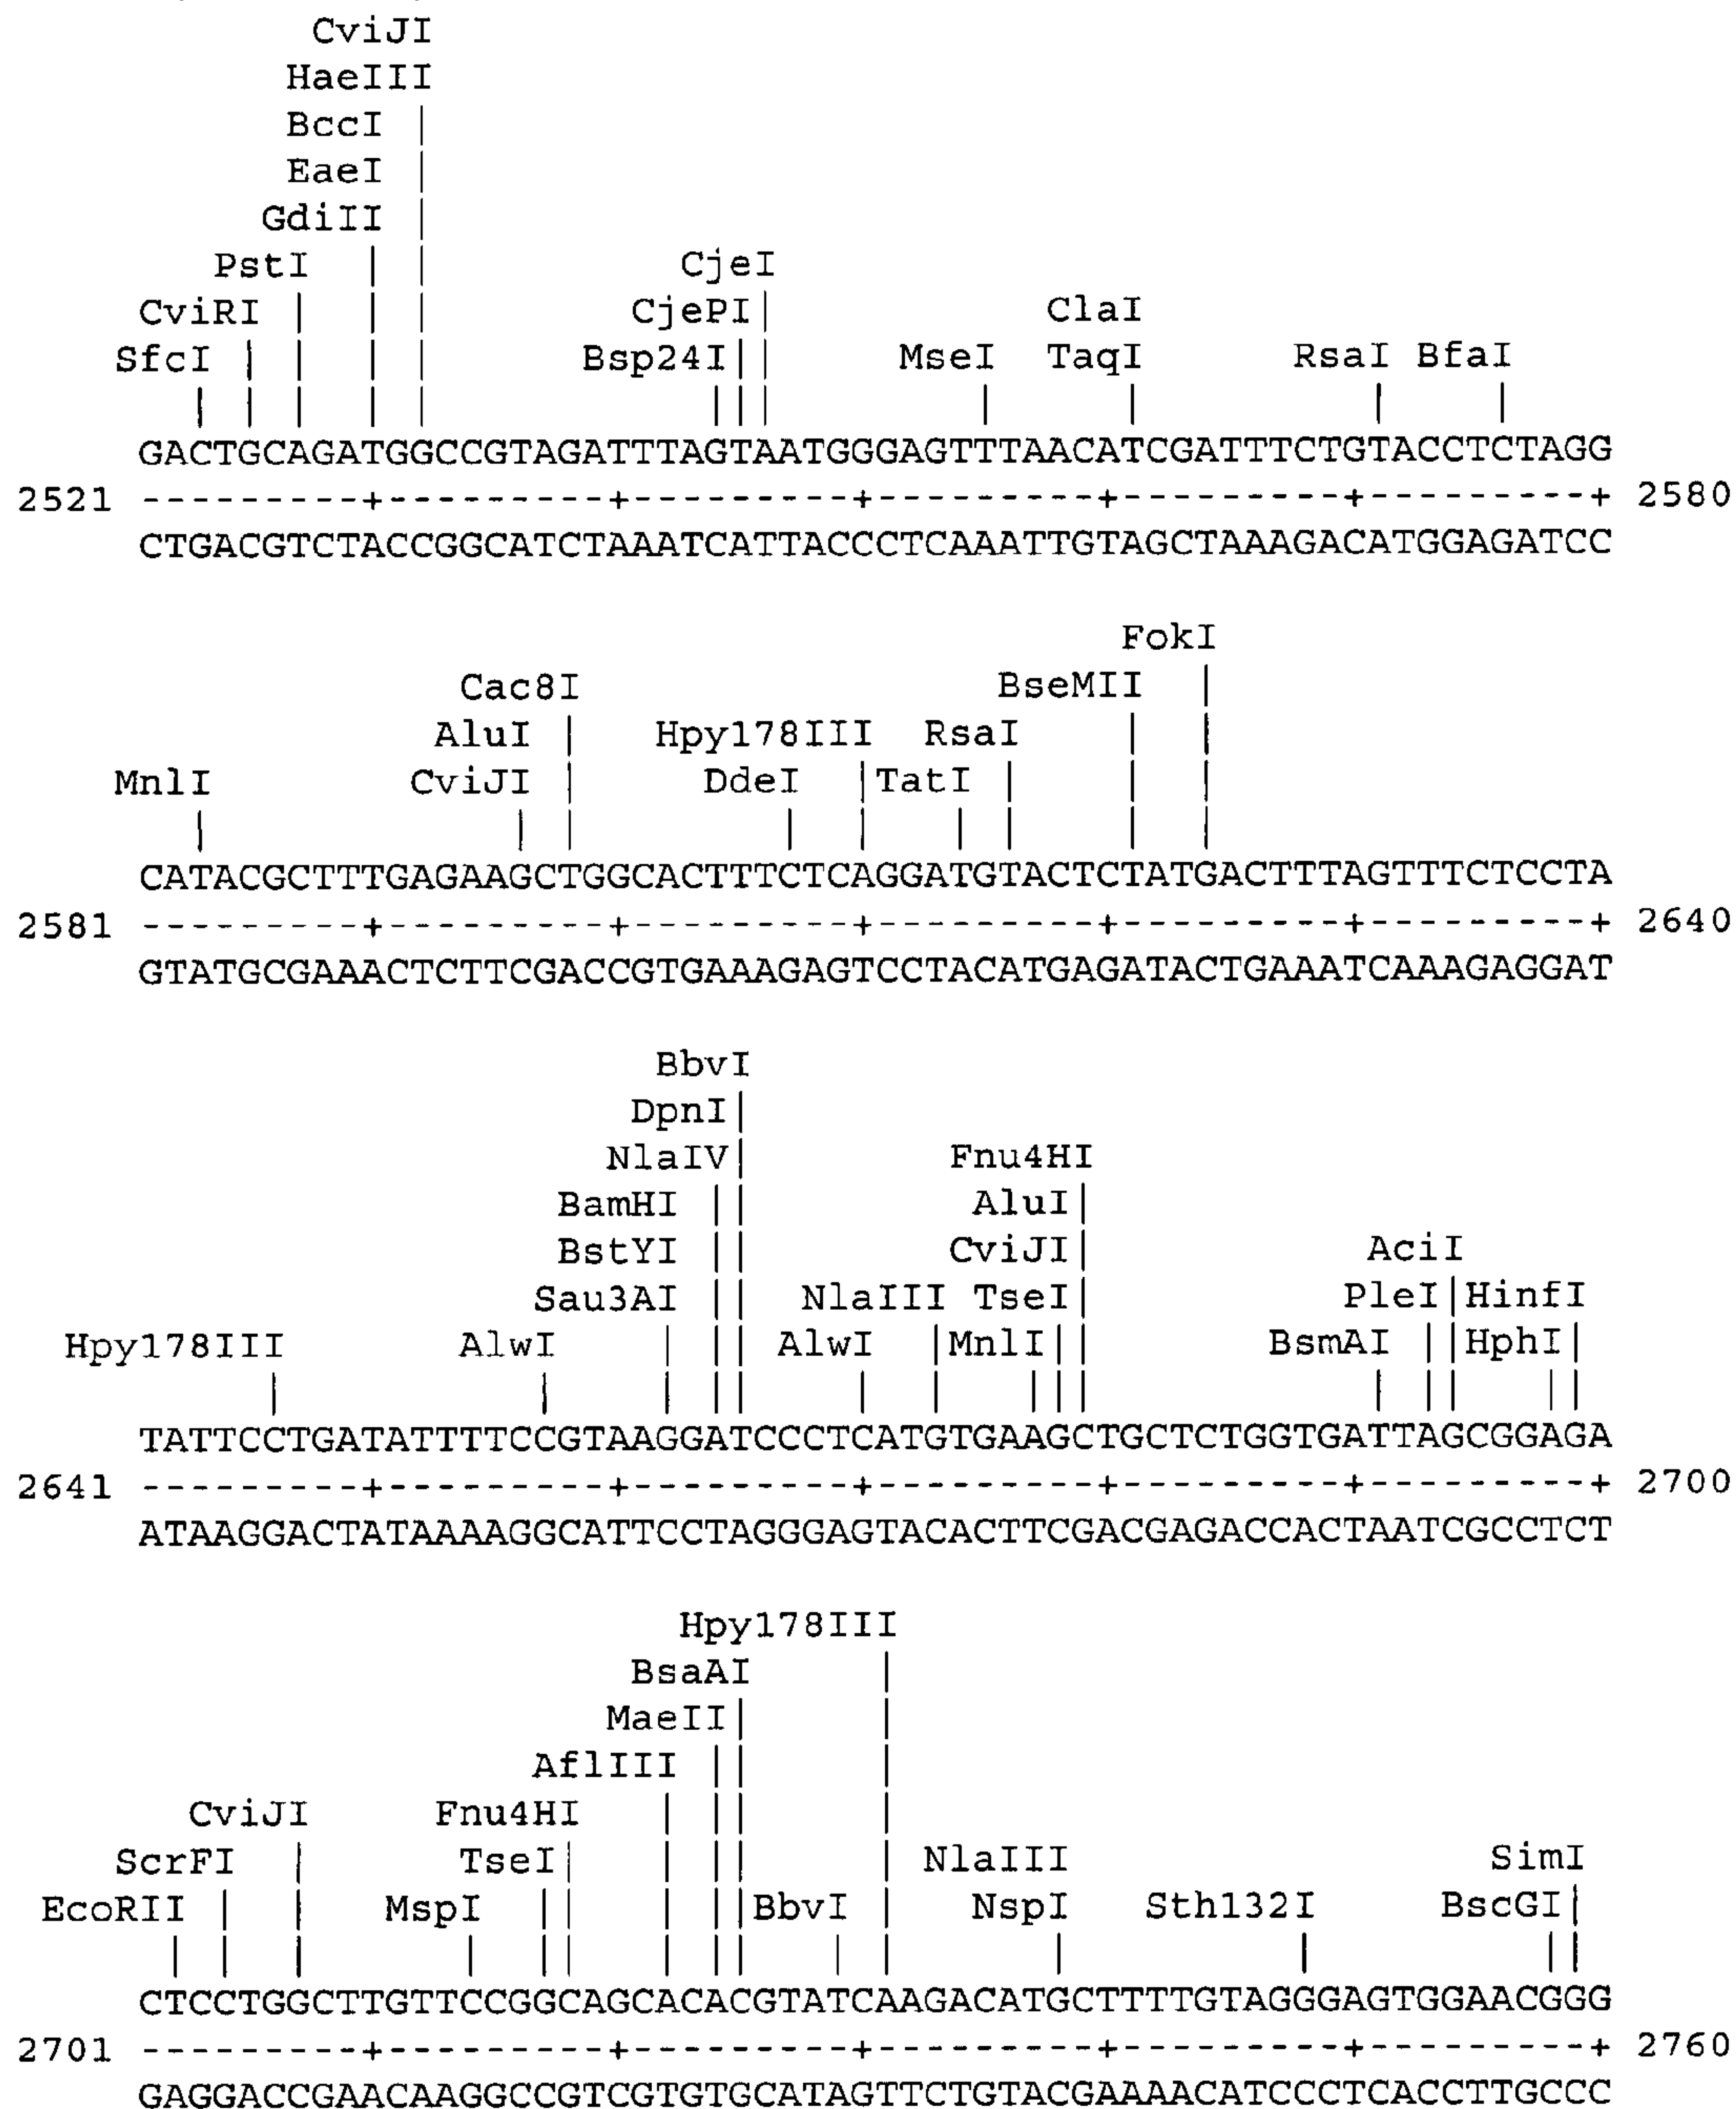 CviJI
HaeIII
BccI
EaeI
GdiII
PstI CjeI
CviRI CjePI ClaI
SfcI Bsp24I MseI TaqI RsaI BfaI
GACTGCAGATGGCCGTAGATTTAGTAATGGGAGTTTAACATCGATTTCTGTACCTCTAGG
2521 ---------+---------+---------+---------+---------+---------+ 2580
CTGACGTCTACCGGCATCTAAATCATTACCCTCAAATTGTAGCTAAAGACATGGAGATCC
FokI
Cac8I BseMII
AluI Hpy178III RsaI
MnlI CviJI DdeI TatI
CATACGCTTTGAGAAGCTGGCACTTTCTCAGGATGTACTCTATGACTTTAGTTTCTCCTA
2581 ---------+---------+---------+---------+---------+---------+ 2640
GTATGCGAAACTCTTCGACCGTGAAAGAGTCCTACATGAGATACTGAAATCAAAGAGGAT
BbvI
DpnI
NlaIV Fnu4HI
BamHI AluI
BstYI CviJI AciI
Sau3AI NlaIII TseI PleI HinfI
Hpy178III AlwI AlwI MnlI BsmAI HphI
TATTCCTGATATTTTCCGTAAGGATCCCTCATGTGAAGCTGCTCTGGTGATTAGCGGAGA
2641 ---------+---------+---------+---------+---------+---------+ 2700
ATAAGGACTATAAAAGGCATTCCTAGGGAGTACACTTCGACGAGACCACTAATCGCCTCT
Hpy178III
BsaAI
MaeII
AflIII
CviJI Fnu4HI
ScrFI TseI NlaIII SimI
EcoRII MspI BbvI NspI Sth132I BscGI
CTCCTGGCTTGTTCCGGCAGCACACGTATCAAGACATGCTTTTGTAGGGAGTGGAACGGG
2701 ---------+---------+---------+---------+---------+---------+ 2760
GAGGACCGAACAAGGCCGTCGTGTGCATAGTTCTGTACGAAAACATCCCTCACCTTGCCC